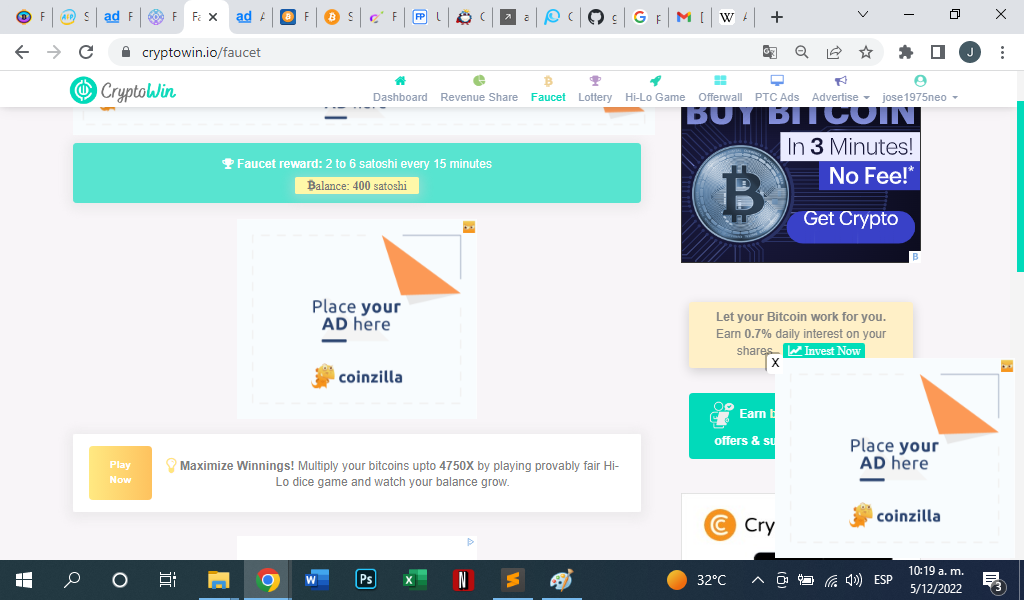 F
S
ad F
F
Fa
ad A
F
S
F
FP U
C
a
C
g
p
[
W A
cryptowin.io/faucet
J
CryptoWin
Dashboard Revenue Share Faucet Lottery Hi-Lo Game Offerwall PTC Ads Advertise jose1975neo
AD here
Faucet reward: 2 to 6 satoshi every 15 minutes
Balance: 400 satoshi
Place your
AD here
coinzilla
Play
Now
Maximize Winnings! Multiply your bitcoins upto 4750X by playing provably fair Hi-
Lo dice game and watch your balance grow.
BUY BITCOIN
In 3 Minutes!
No Fee!*
Get Crypto
B
Let your Bitcoin work for you.
Earn 0.7% daily interest on your
shares. Invest Now
X
Earn b
offers & su
Place your
AD here
coinzilla
Cry
W
Ps
X
N
S
32°C
ESP
10:19 a. m.
5/12/2022
3